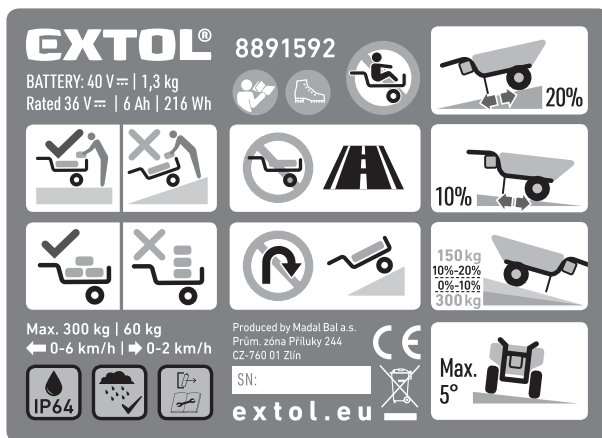 EXTOL®
8891592
BATTERY: 40 V⎓ | 1,3 kg
Rated 36 V⎓ | 6 Ah | 216 Wh
20%
10%
150 kg
10%-20%
0%-10%
300 kg
Max. 300 kg | 60 kg
⬅ 0-6 km/h | ➡ 0-2 km/h
IP64
Produced by Madal Bal a.s.
Prům. zóna Příluky 244
CZ-760 01 Zlín
CE
SN:
extol.eu
Max.
5°